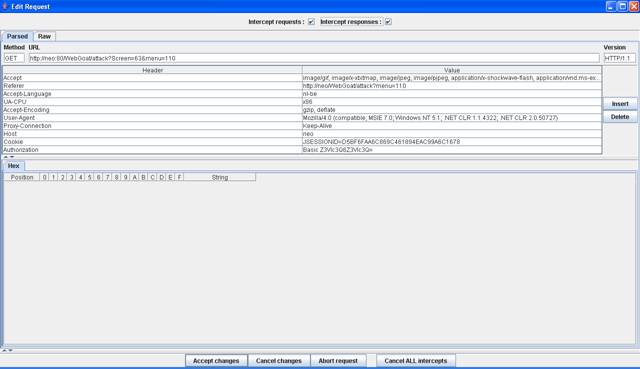 Edit Request
Intercept requests : Intercept responses :
Parsed Raw
Method URL Version
GET http://neo:80/WebGoat/attack?Screen=63&menu=110 HTTP/1.1
Header Value
Accept image/gif, image/x-xbitmap, image/jpeg, image/pjpeg, application/x-shockwave-flash, application/vnd.ms-ex...
Referer http://neo/WebGoat/attack?menu=110
Accept-Language nl-be
UA-CPU x86
Accept-Encoding gzip, deflate
User-Agent Mozilla/4.0 (compatible; MSIE 7.0; Windows NT 5.1; .NET CLR 1.1.4322; .NET CLR 2.0.50727)
Proxy-Connection Keep-Alive
Host neo
Cookie JSESSIONID=D5BF6FAA6C869C461894EAC99A6C1678
Authorization Basic Z3Vlc3Q6Z3Vlc3Q=
Insert
Delete
Hex
Position 0 1 2 3 4 5 6 7 8 9 A B C D E F String
Accept changes Cancel changes Abort request Cancel ALL intercepts